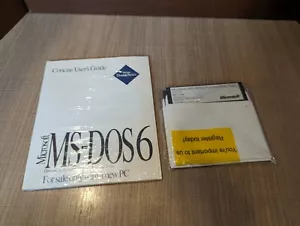 Concise User's Guide
Microsoft
MS-DOS 6
For sale only with a new PC
Microsoft
You're important to us
Register today!